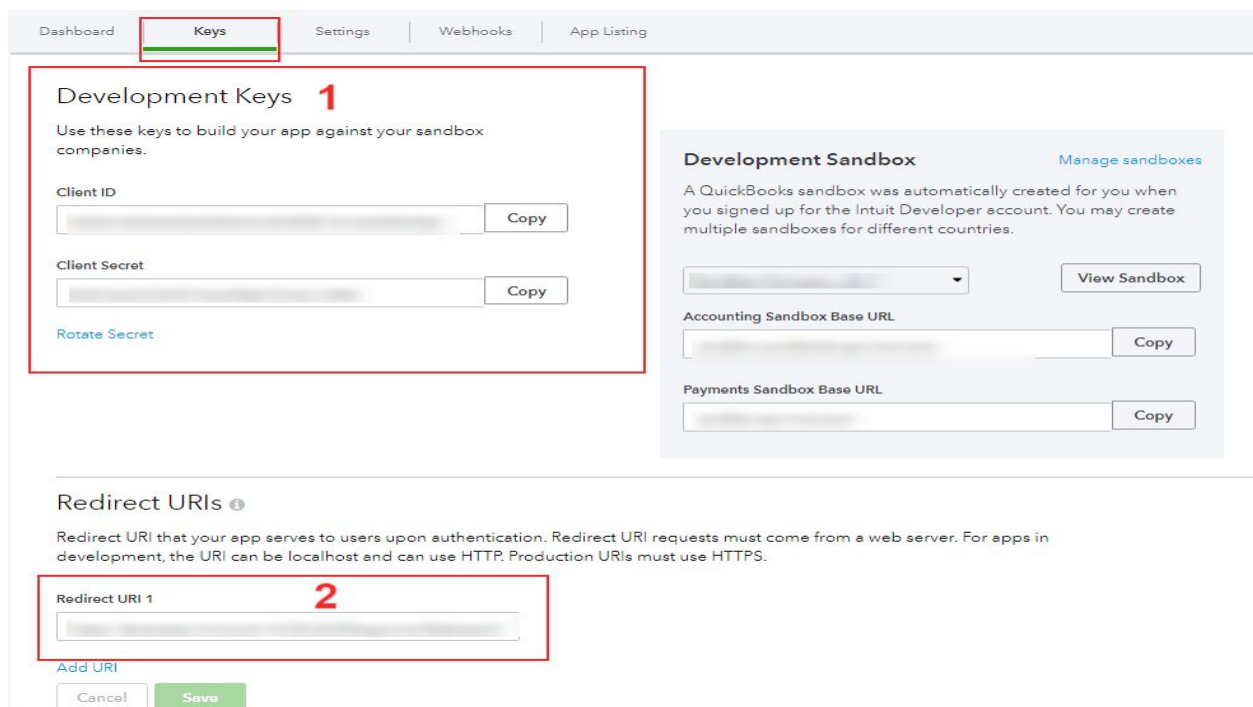 Dashboard Keys Settings Webhooks App Listing
Development Keys 1
Use these keys to build your app against your sandbox
companies.
Client ID
Copy
Client Secret
Copy
Rotate Secret
Development Sandbox Manage sandboxes
A QuickBooks sandbox was automatically created for you when
you signed up for the Intuit Developer account. You may create
multiple sandboxes for different countries.
View Sandbox
Accounting Sandbox Base URL
Copy
Payments Sandbox Base URL
Copy
Redirect URIs
Redirect URI that your app serves to users upon authentication. Redirect URI requests must come from a web server. For apps in
development, the URI can be localhost and can use HTTP. Production URIs must use HTTPS.
Redirect URI 1 2
Add URI
Cancel Save